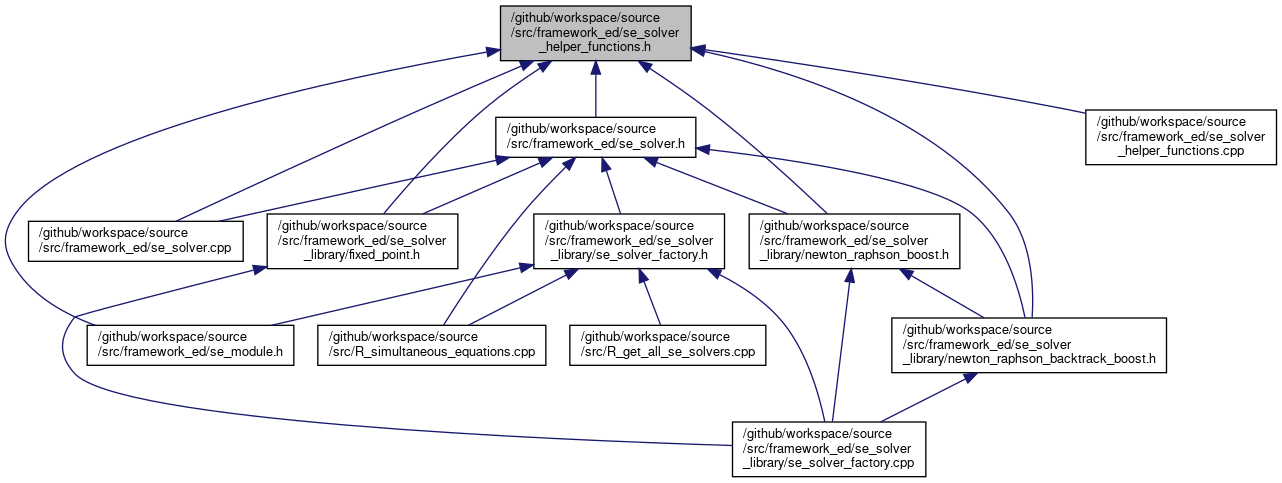 /github/workspace/source
/src/framework_ed/se_solver
_helper_functions.h
/github/workspace/source
/src/framework_ed/se_solver.h
/github/workspace/source
/src/framework_ed/se_solver
_helper_functions.cpp
/github/workspace/source
/src/framework_ed/se_solver.cpp
/github/workspace/source
/src/framework_ed/se_solver
_library/fixed_point.h
/github/workspace/source
/src/framework_ed/se_solver
_library/se_solver_factory.h
/github/workspace/source
/src/framework_ed/se_solver
_library/newton_raphson_boost.h
/github/workspace/source
/src/framework_ed/se_module.h
/github/workspace/source
/src/R_simultaneous_equations.cpp
/github/workspace/source
/src/R_get_all_se_solvers.cpp
/github/workspace/source
/src/framework_ed/se_solver
_library/newton_raphson_backtrack_boost.h
/github/workspace/source
/src/framework_ed/se_solver
_library/se_solver_factory.cpp